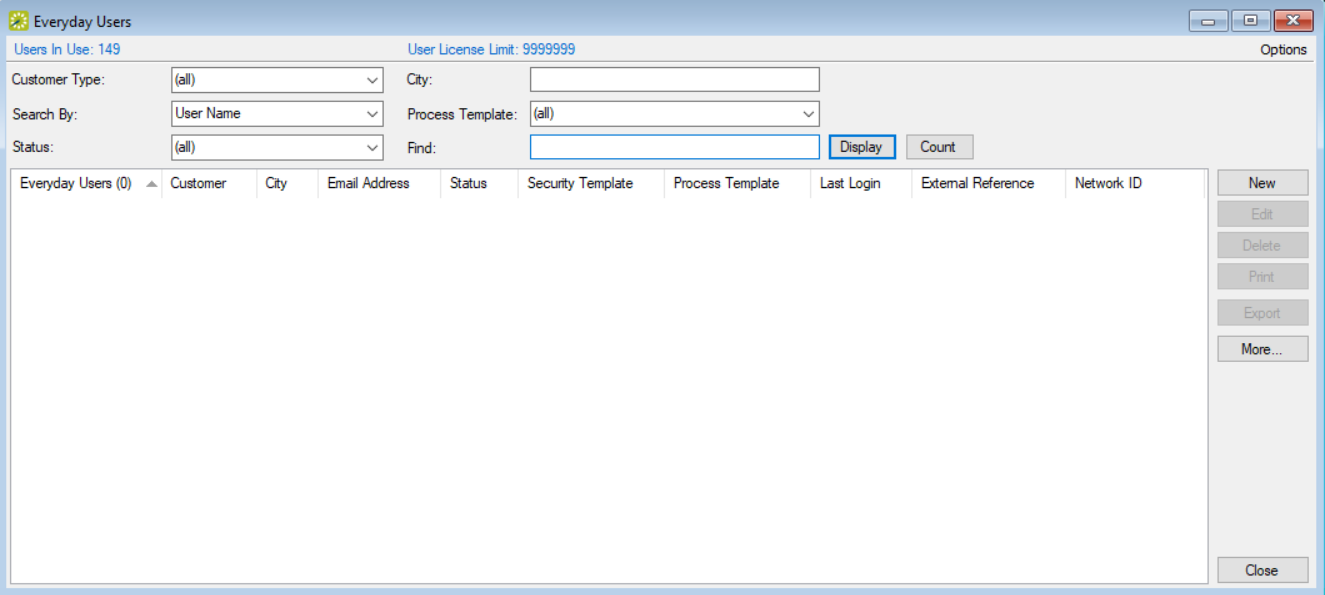 Everyday Users
Users In Use: 149 User License Limit: 9999999 Options
Customer Type: (all) City:
Search By: User Name Process Template: (all)
Status: (all) Find: Display Count
Everyday Users (0) Customer City Email Address Status Security Template Process Template Last Login External Reference Network ID
New
Edit
Delete
Print
Export
More...
Close